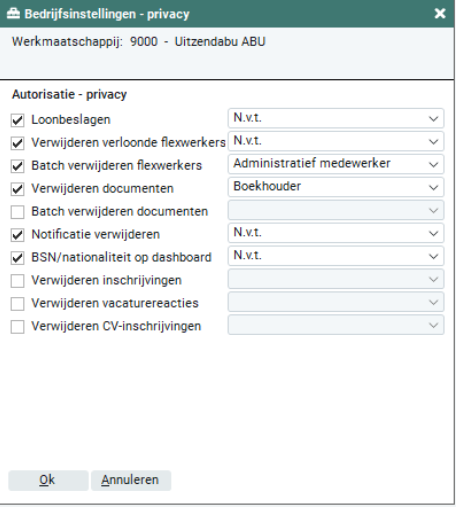 Bedrijfsinstellingen - privacy
Werkmaatschappij: 9000 - Uitzendabu ABU
Autorisatie - privacy
Loonbeslagen N.v.t.
Verwijderen verloonde flexwerkers N.v.t.
Batch verwijderen flexwerkers Administratief medewerker
Verwijderen documenten Boekhouder
Batch verwijderen documenten
Notificatie verwijderen N.v.t.
BSN/nationaliteit op dashboard N.v.t.
Verwijderen inschrijvingen
Verwijderen vacaturereacties
Verwijderen CV-inschrijvingen
Ok Annuleren